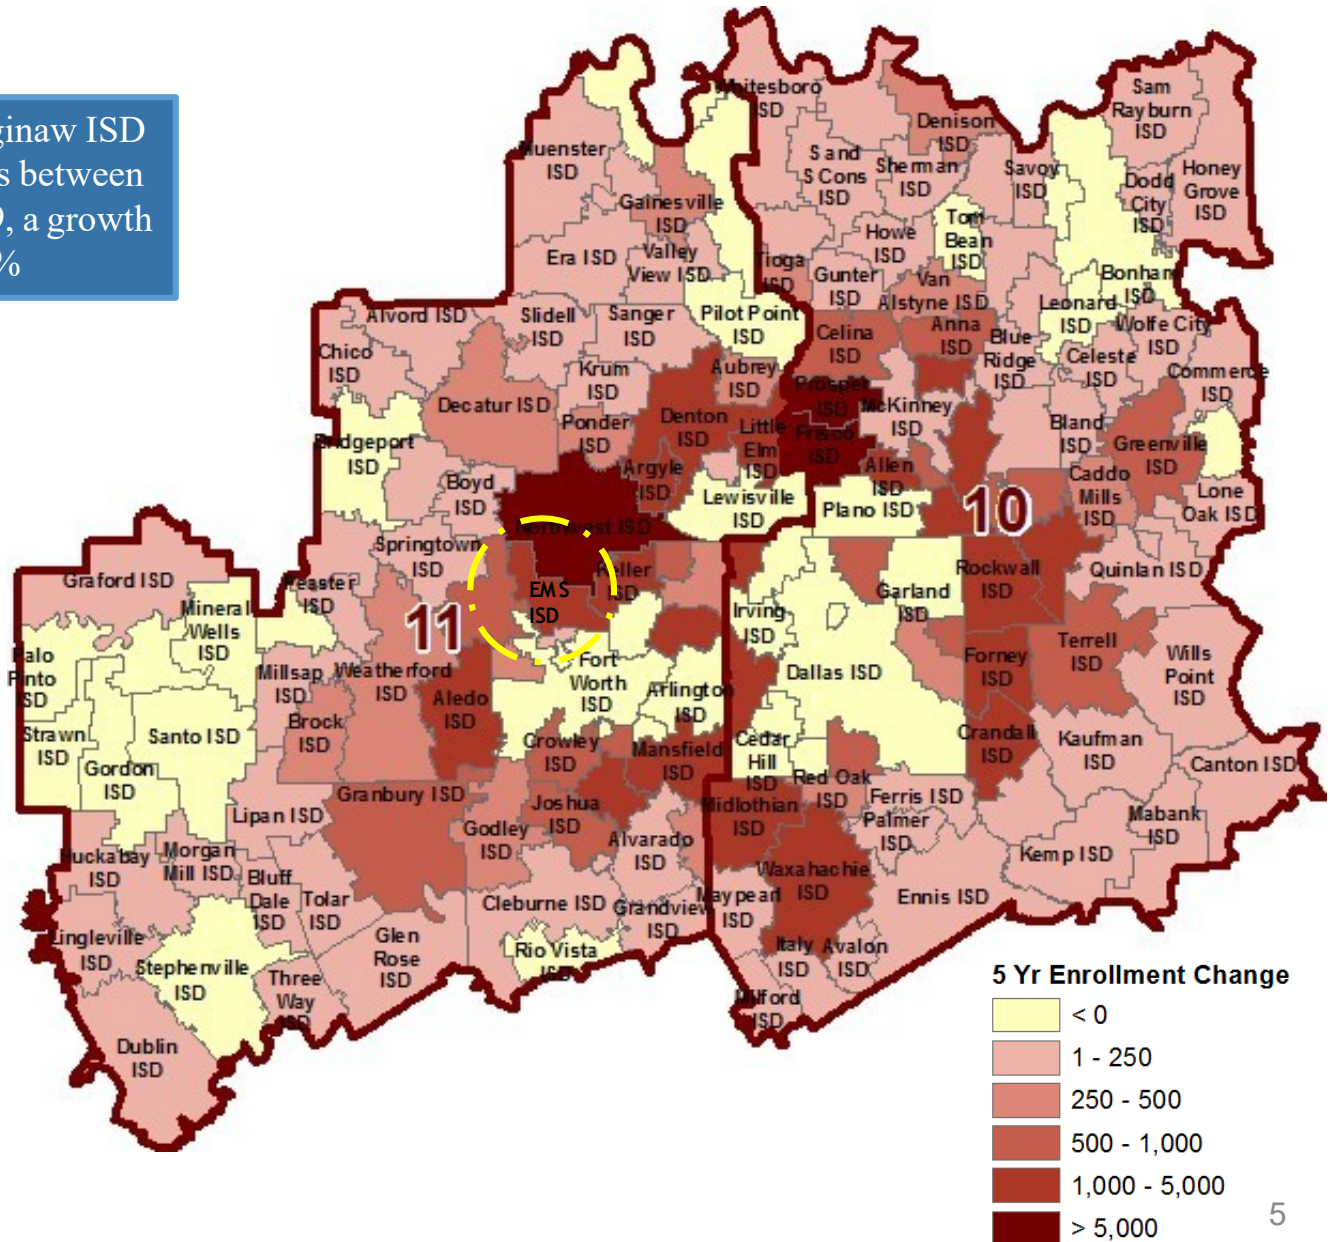 ginaw ISD
s between
, a growth
%
Whitesboro
ISD
Sam
Rayburn
ISD
Denison
ISD
Muenster
ISD
S and
S Cons
ISD
Sherman
ISD
Savoy
ISD
Dodd
City
ISD
Honey
Grove
ISD
Gainesville
ISD
Tom
Bean
ISD
Howe
ISD
Era ISD
Valley
View ISD
Tioga
ISD
Gunter
ISD
Van
Alstyne ISD
Bonham
ISD
Leonard
ISD
Alvord ISD
Slidell
ISD
Sanger
ISD
Pilot Point
ISD
Celina
ISD
Anna
ISD
Blue
Ridge
ISD
Wolfe City
ISD
Celeste
ISD
Commerce
ISD
Chico
ISD
Krum
ISD
Aubrey
ISD
Prosper
ISD
McKinney
ISD
Decatur ISD
Ponder
ISD
Denton
ISD
Little
Elm
ISD
Frisco
ISD
Bland
ISD
Greenville
ISD
Bridgeport
ISD
Boyd
ISD
Argyle
ISD
Allen
ISD
Caddo
Mills
ISD
Lewisville
ISD
Plano ISD
10
Lone
Oak ISD
Northwest ISD
Springtown
ISD
Graford ISD
Peaster
ISD
Keller
ISD
EMS
ISD
Garland
ISD
Rockwall
ISD
Quinlan ISD
Mineral
Wells
ISD
11
Irving
ISD
Palo
Pinto
ISD
Millsap
ISD
Weatherford
ISD
Fort
Worth
ISD
Arlington
ISD
Dallas ISD
Forney
ISD
Terrell
ISD
Wills
Point
ISD
Aledo
ISD
Brock
ISD
Strawn
ISD
Santo ISD
Gordon
ISD
Crowley
ISD
Mansfield
ISD
Cedar
Hill
ISD
Crandall
ISD
Kaufman
ISD
Canton ISD
Granbury ISD
Red Oak
ISD
Ferris ISD
Lipan ISD
Godley
ISD
Joshua
ISD
Midlothian
ISD
Palmer
ISD
Mabank
ISD
Alvarado
ISD
Kemp ISD
Huckabay
ISD
Morgan
Mill ISD
Bluff
Dale
ISD
Tolar
ISD
Waxahachie
ISD
Cleburne ISD
Grandview
ISD
Maypearl
ISD
Ennis ISD
Lingleville
ISD
Glen
Rose
ISD
Rio Vista
ISD
Italy
ISD
Avalon
ISD
Stephenville
ISD
Three
Way
ISD
Milford
ISD
Dublin
ISD
5 Yr Enrollment Change
< 0
1 - 250
250 - 500
500 - 1,000
1,000 - 5,000
> 5,000
5